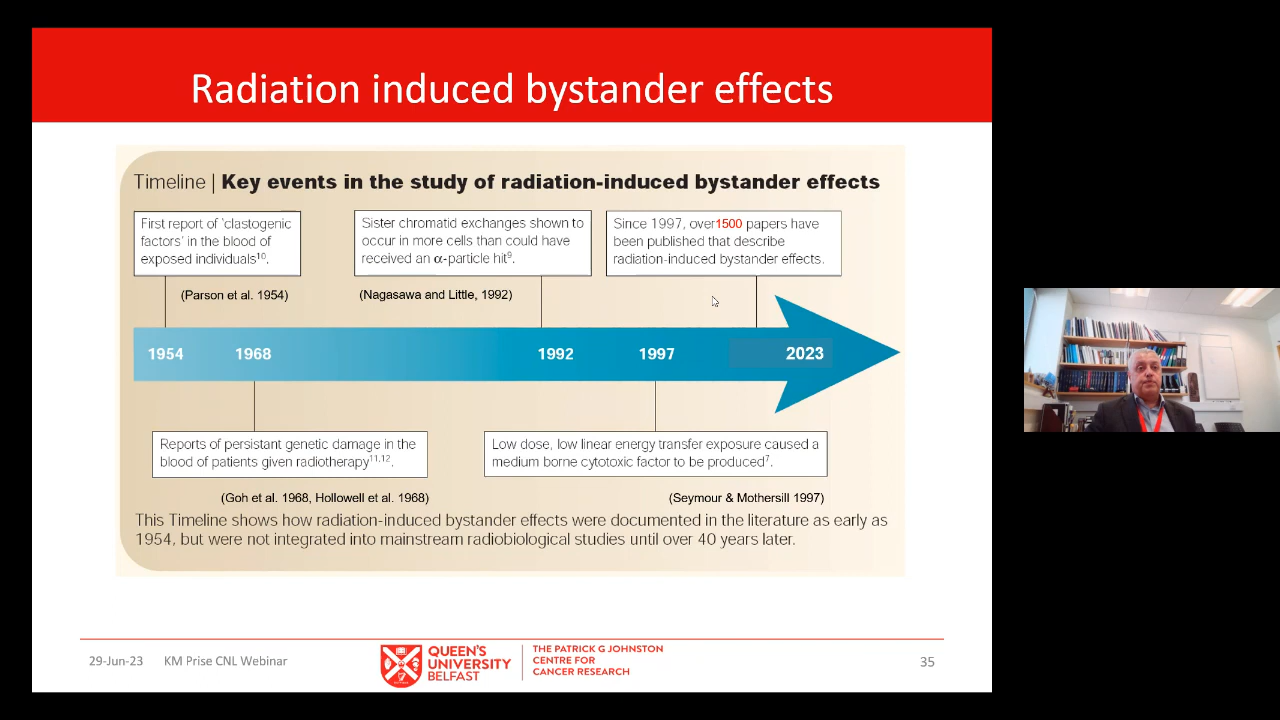 Radiation induced bystander effects
Timeline | Key events in the study of radiation-induced bystander effects
First report of 'clastogenic
factors' in the blood of
exposed individuals¹⁰.
(Parson et al. 1954)
Sister chromatid exchanges shown to
occur in more cells than could have
received an α-particle hit⁹.
(Nagasawa and Little, 1992)
Since 1997, over1500 papers have
been published that describe
radiation-induced bystander effects.
1954
1968
1992
1997
2023
Reports of persistant genetic damage in the
blood of patients given radiotherapy¹¹,¹².
(Goh et al. 1968, Hollowell et al. 1968)
Low dose, low linear energy transfer exposure caused a
medium borne cytotoxic factor to be produced⁷.
(Seymour & Mothersill 1997)
This Timeline shows how radiation-induced bystander effects were documented in the literature as early as
1954, but were not integrated into mainstream radiobiological studies until over 40 years later.
29-Jun-23
KM Prise CNL Webinar
QUEEN'S
UNIVERSITY
BELFAST
THE PATRICK G JOHNSTON
CENTRE FOR
CANCER RESEARCH
35